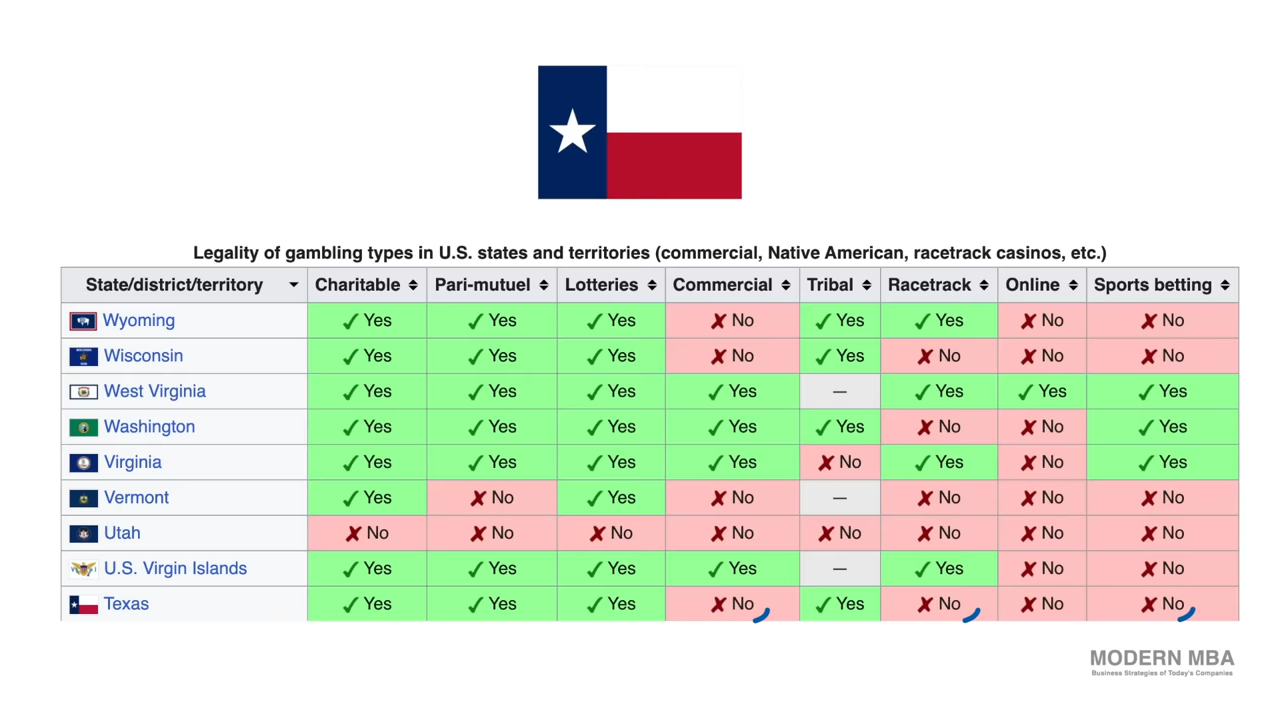 Legality of gambling types in U.S. states and territories (commercial, Native American, racetrack casinos, etc.)
State/district/territory Charitable Pari-mutuel Lotteries Commercial Tribal Racetrack Online Sports betting
Wyoming ✓ Yes ✓ Yes ✓ Yes ✗ No ✓ Yes ✓ Yes ✗ No ✗ No
Wisconsin ✓ Yes ✓ Yes ✓ Yes ✗ No ✓ Yes ✗ No ✗ No ✗ No
West Virginia ✓ Yes ✓ Yes ✓ Yes ✓ Yes — ✓ Yes ✓ Yes ✓ Yes
Washington ✓ Yes ✓ Yes ✓ Yes ✓ Yes ✓ Yes ✗ No ✗ No ✓ Yes
Virginia ✓ Yes ✓ Yes ✓ Yes ✓ Yes ✗ No ✓ Yes ✗ No ✓ Yes
Vermont ✓ Yes ✗ No ✓ Yes ✗ No — ✗ No ✗ No ✗ No
Utah ✗ No ✗ No ✗ No ✗ No ✗ No ✗ No ✗ No ✗ No
U.S. Virgin Islands ✓ Yes ✓ Yes ✓ Yes ✓ Yes — ✓ Yes ✗ No ✗ No
Texas ✓ Yes ✓ Yes ✓ Yes ✗ No ✓ Yes ✗ No ✗ No ✗ No
MODERN MBA
Business Strategies of Today's Companies